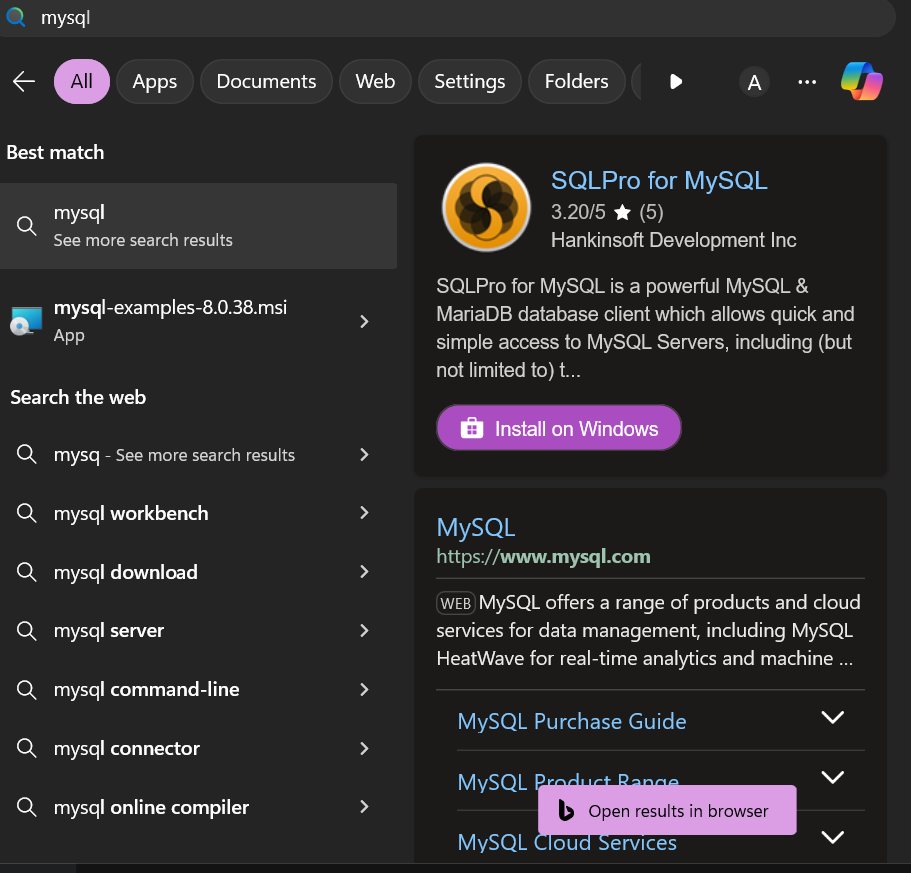 mysql
All
Apps
Documents
Web
Settings
Folders
A
Best match
mysql
See more search results
mysql-examples-8.0.38.msi
App
Search the web
mysq - See more search results
mysql workbench
mysql download
mysql server
mysql command-line
mysql connector
mysql online compiler
SQLPro for MySQL
3.20/5 ★ (5)
Hankinsoft Development Inc
SQLPro for MySQL is a powerful MySQL &
MariaDB database client which allows quick and
simple access to MySQL Servers, including (but
not limited to) t...
Install on Windows
MySQL
https://www.mysql.com
WEB MySQL offers a range of products and cloud
services for data management, including MySQL
HeatWave for real-time analytics and machine ...
MySQL Purchase Guide
MySQL Product Range
Open results in browser
MySQL Cloud Services